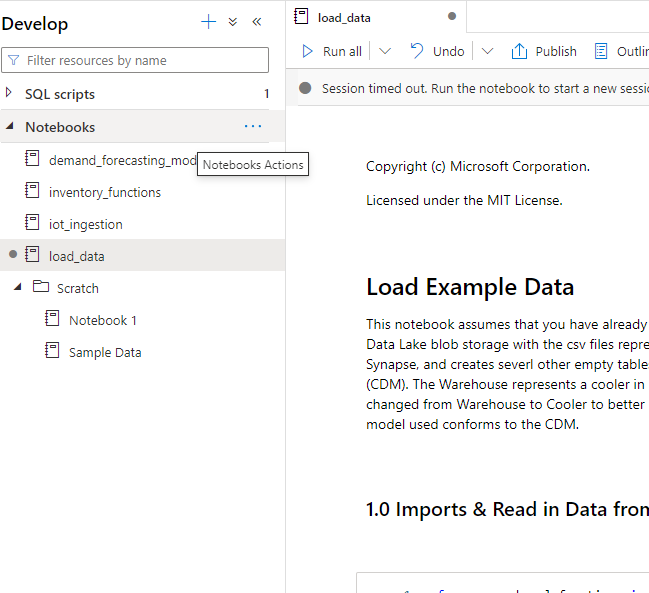 Develop
Filter resources by name
SQL scripts 1
Notebooks
demand_forecasting_mod
Notebooks Actions
inventory_functions
iot_ingestion
load_data
Scratch
Notebook 1
Sample Data
load_data
Run all Undo Publish Outlin
Session timed out. Run the notebook to start a new sessi
Copyright (c) Microsoft Corporation.
Licensed under the MIT License.
Load Example Data
This notebook assumes that you have already
Data Lake blob storage with the csv files repre
Synapse, and creates severl other empty table
(CDM). The Warehouse represents a cooler in
changed from Warehouse to Cooler to better
model used conforms to the CDM.
1.0 Imports & Read in Data from